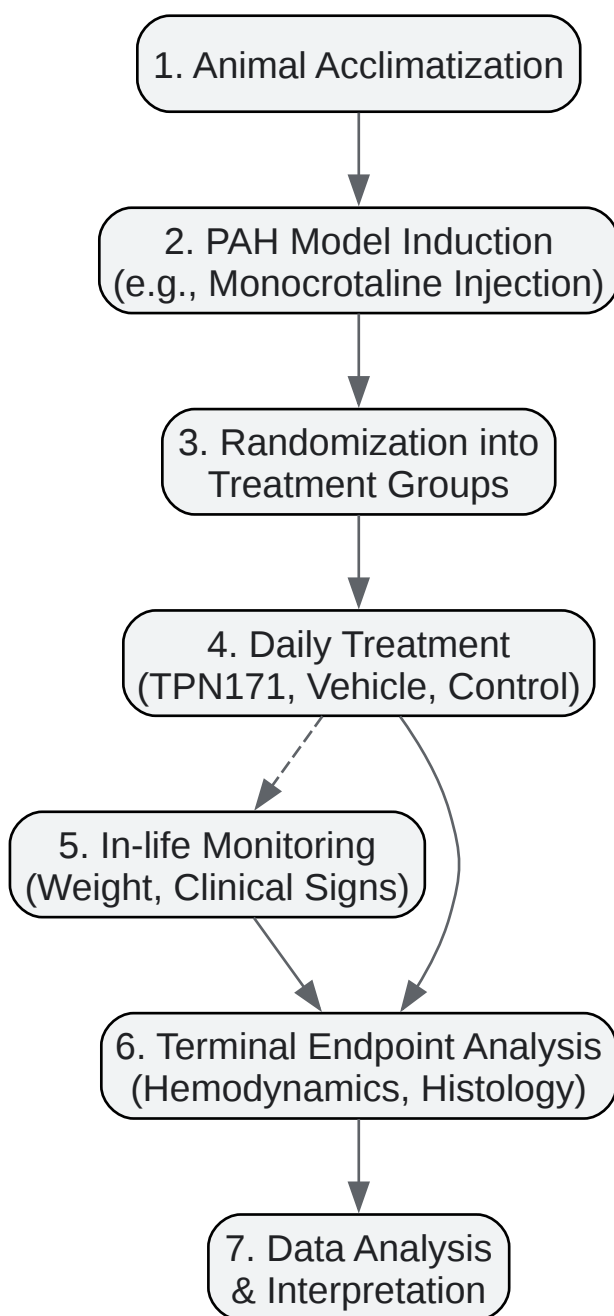 1. Animal Acclimatization
2. PAH Model Induction
(e.g., Monocrotaline Injection)
3. Randomization into
Treatment Groups
4. Daily Treatment
(TPN171, Vehicle, Control)
5. In-life Monitoring
(Weight, Clinical Signs)
6. Terminal Endpoint Analysis
(Hemodynamics, Histology)
7. Data Analysis
& Interpretation